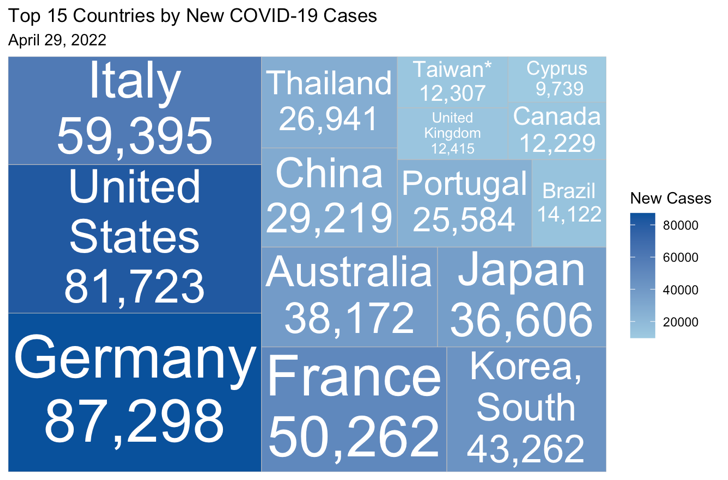 Top 15 Countries by New COVID-19 Cases
April 29, 2022
Italy
59,395
United
States
81,723
Germany
87,298
Thailand
26,941
China
29,219
Taiwan*
12,307
Cyprus
9,739
United
Kingdom
12,415
Canada
12,229
Portugal
25,584
Brazil
14,122
Australia
38,172
Japan
36,606
France
50,262
Korea,
South
43,262
New Cases
80000
60000
40000
20000